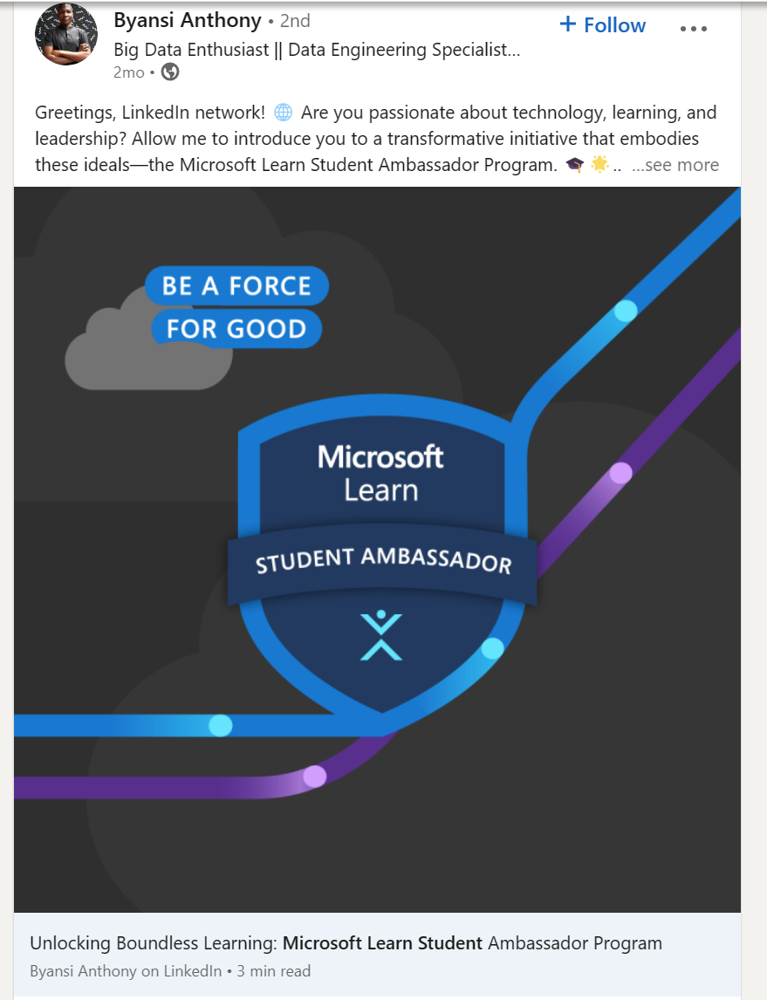 Byansi Anthony • 2nd
+ Follow
Big Data Enthusiast || Data Engineering Specialist...
2mo •
Greetings, LinkedIn network! 🌐 Are you passionate about technology, learning, and
leadership? Allow me to introduce you to a transformative initiative that embodies
these ideals—the Microsoft Learn Student Ambassador Program. 🎓 🌟 .. ...see more
BE A FORCE
FOR GOOD
Microsoft
Learn
STUDENT AMBASSADOR
Unlocking Boundless Learning: Microsoft Learn Student Ambassador Program
Byansi Anthony on LinkedIn • 3 min read